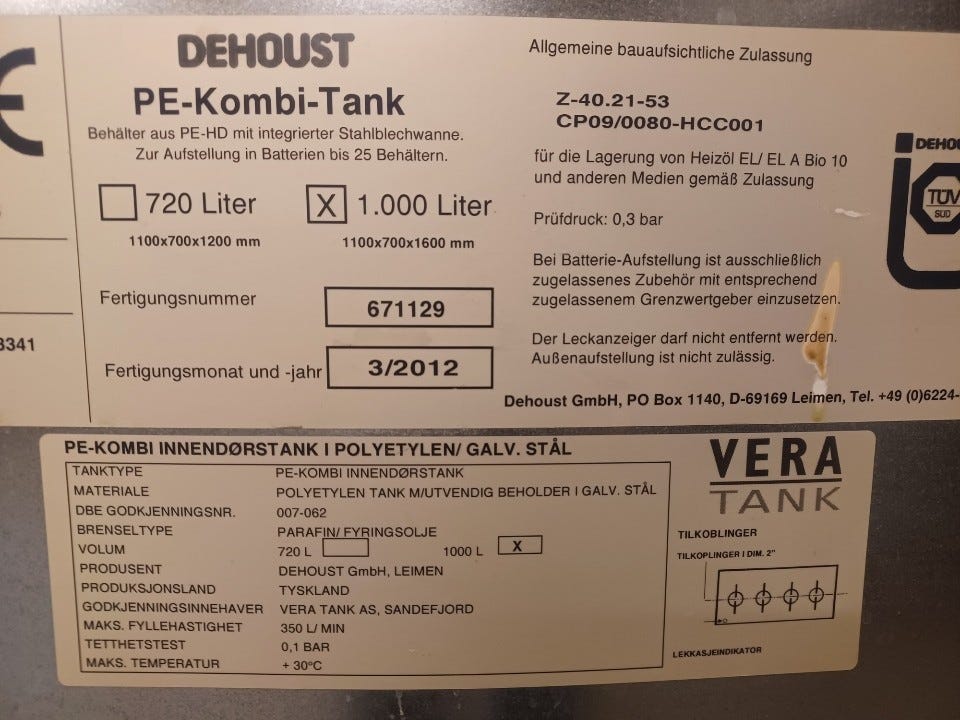 CE
3341
DEHOUST
PE-Kombi-Tank
Behälter aus PE-HD mit integrierter Stahlblechwanne.
Zur Aufstellung in Batterien bis 25 Behältern.
720 Liter X 1.000 Liter
1100x700x1200 mm 1100x700x1600 mm
Fertigungsnummer 671129
Fertigungsmonat und -jahr 3/2012
Allgemeine bauaufsichtliche Zulassung
Z-40.21-53
CP09/0080-HCC001
für die Lagerung von Heizöl EL/ EL A Bio 10
und anderen Medien gemäß Zulassung
Prüfdruck: 0,3 bar
Bei Batterie-Aufstellung ist ausschließlich
zugelassenes Zubehör mit entsprechend
zugelassenem Grenzwertgeber einzusetzen.
Der Leckanzeiger darf nicht entfernt werden.
Außenaufstellung ist nicht zulässig.
Dehoust GmbH, PO Box 1140, D-69169 Leimen, Tel. +49 (0)6224-
DEHOU
TÜV
SÜD
PE-KOMBI INNENDØRSTANK I POLYETYLEN/ GALV. STÅL
TANKTYPE PE-KOMBI INNENDØRSTANK
MATERIALE POLYETYLEN TANK M/UTVENDIG BEHOLDER I GALV. STÅL
DBE GODKJENNINGSNR. 007-062
BRENSELTYPE PARAFIN/ FYRINGSOLJE
VOLUM 720 L 1000 L X
PRODUSENT DEHOUST GmbH, LEIMEN
PRODUKSJONSLAND TYSKLAND
GODKJENNINGSINNEHAVER VERA TANK AS, SANDEFJORD
MAKS. FYLLEHASTIGHET 350 L/ MIN
TETTHETSTEST 0,1 BAR
MAKS. TEMPERATUR + 30ºC
VERA
TANK
TILKOBLINGER
TILKOPLINGER I DIM. 2"
LEKKASJEINDIKATOR